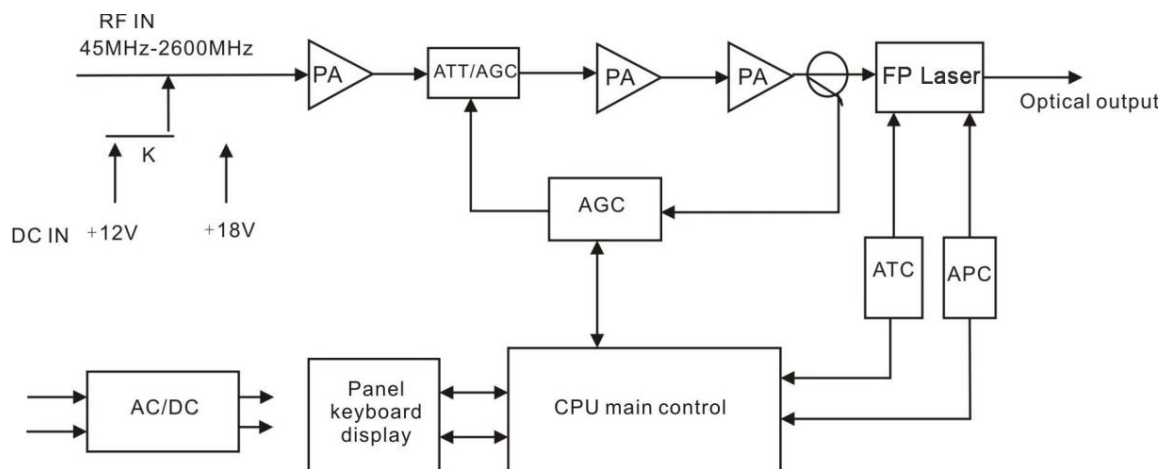 RF IN
45MHz-2600MHz
PA
ATT/AGC
PA
PA
FP Laser
Optical output
K
AGC
DC IN +12V +18V
ATC
APC
AC/DC
Panel
keyboard
display
CPU main control